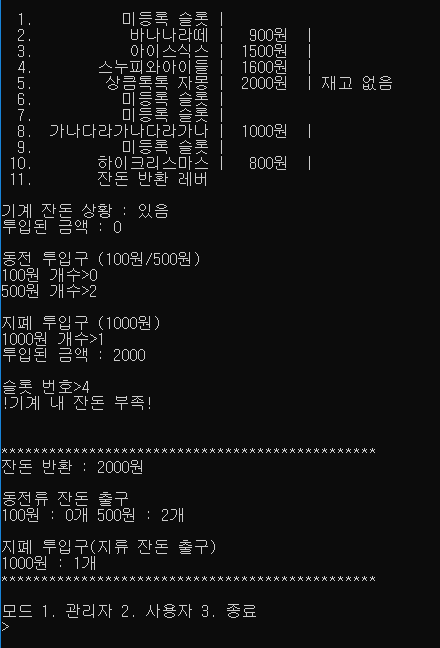 1. 미등록 슬롯 |
2. 바나나라떼 | 900원 |
3. 아이스식스 | 1500원 |
4. 스누피와아이들 | 1600원 |
5. 상큼톡톡 자몽 | 2000원 | 재고 없음
6. 미등록 슬롯 |
7. 미등록 슬롯 |
8. 가나다라가나다라가나 | 1000원 |
9. 미등록 슬롯 |
10. 하이크리스마스 | 800원 |
11. 잔돈 반환 레버
기계 잔돈 상황 : 있음
투입된 금액 : 0
동전 투입구 (100원/500원)
100원 개수>0
500원 개수>2
지폐 투입구 (1000원)
1000원 개수>1
투입된 금액 : 2000
슬롯 번호>4
!기계 내 잔돈 부족!
***********************************************
잔돈 반환 : 2000원
동전류 잔돈 출구
100원 : 0개 500원 : 2개
지폐 투입구(지류 잔돈 출구)
1000원 : 1개
***********************************************
모드 1. 관리자 2. 사용자 3. 종료
>